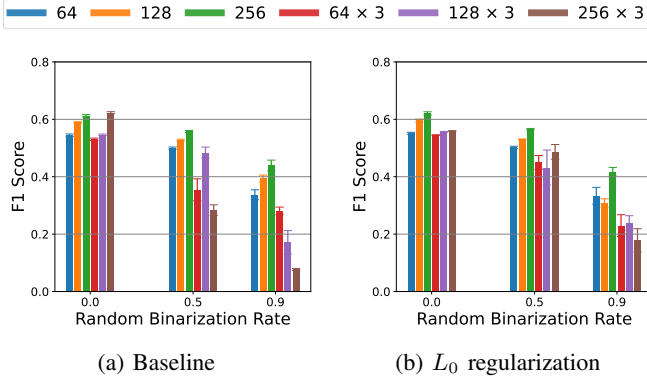 64 128 256 64 × 3 128 × 3 256 × 3
0.8
0.6
0.4
0.2
0.0
F1 Score
0.0 0.5 0.9
Random Binarization Rate
(a) Baseline
0.8
0.6
0.4
0.2
0.0
F1 Score
0.0 0.5 0.9
Random Binarization Rate
(b) L₀ regularization